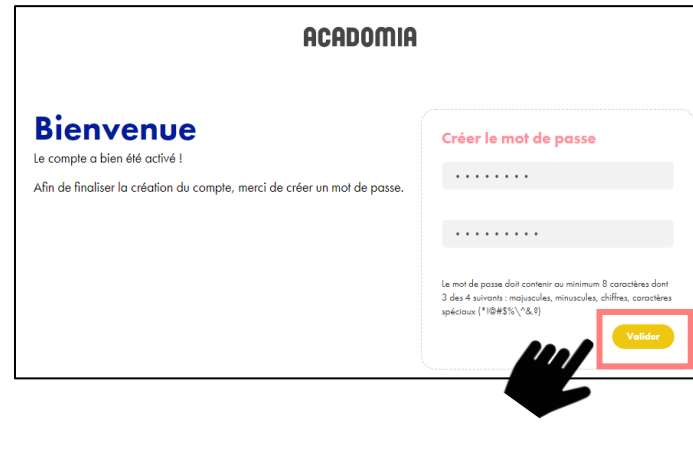 ACADOMIA
Bienvenue
Le compte a bien été activé !
Afin de finaliser la création du compte, merci de créer un mot de passe.
Créer le mot de passe
• • • • • • • •
• • • • • • • • •
Le mot de passe doit contenir au minimum 8 caractères dont
3 des 4 suivants : majuscules, minuscules, chiffres, caractères
spéciaux (*!@#$%\^&.?)
Valider